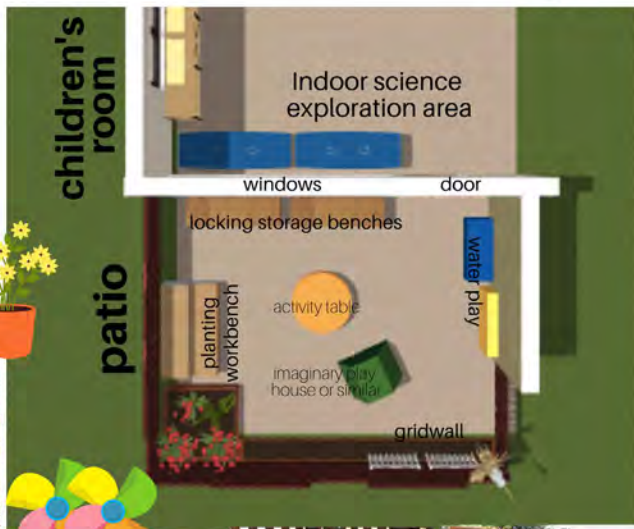 children's
room
Indoor science
exploration area
windows
door
locking storage benches
patio
planting
workbench
activity table
water play
imaginary play
house or similar
gridwall